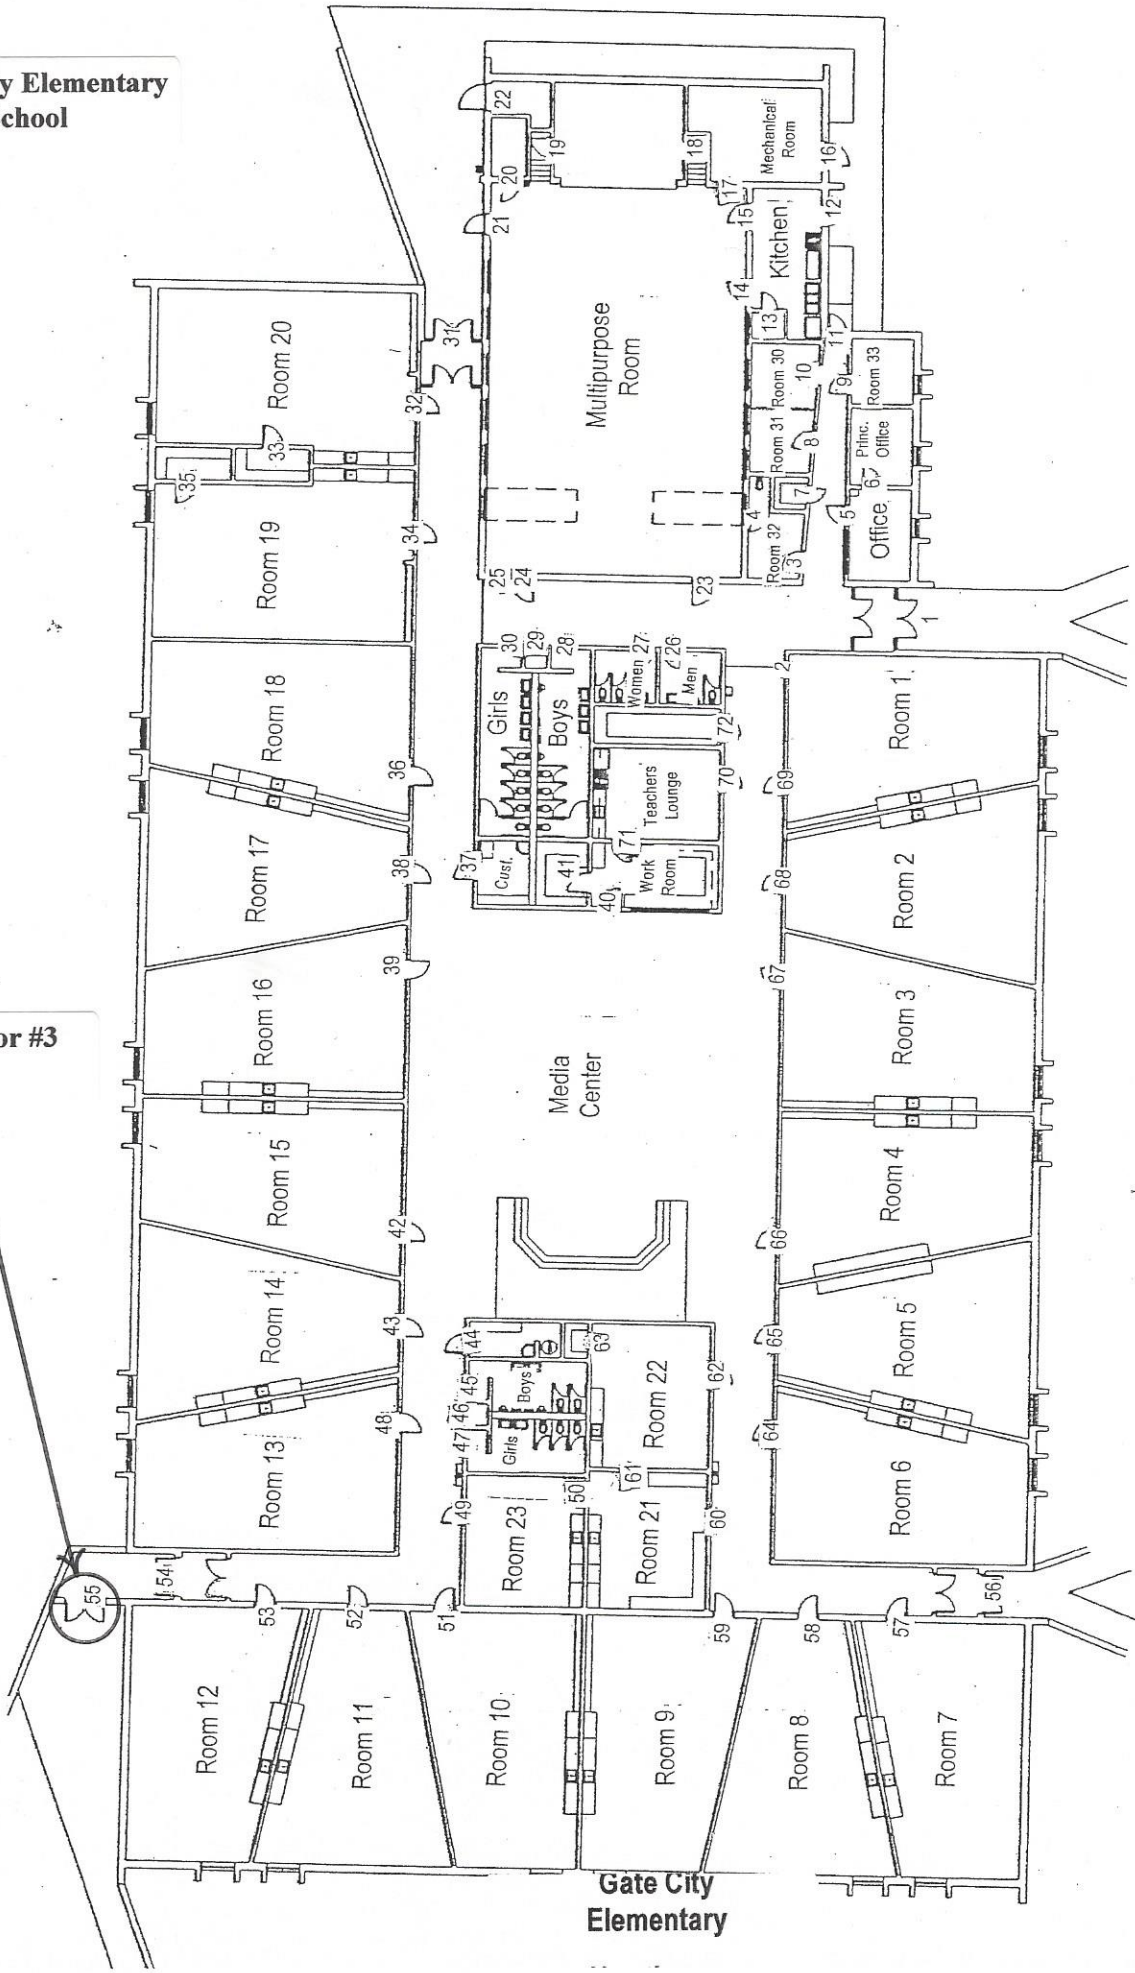 y Elementary
chool
or #3
Room 20
Room 19
Room 18
Room 17
Room 16
Room 15
Room 14
Room 13
Room 12
Room 11
Room 10
Room 9
Room 8
Room 7
Room 6
Room 5
Room 4
Room 3
Room 2
Room 1
Room 23
Room 21
Room 22
Boys
Girls
Media
Center
Cust.
Work
Room
Teachers'
Lounge
Girls
Boys
Women
Men
Multipurpose
Room
Mechanical
Room
Kitchen
Room 30
Room 31
Room 32
Room 33
Princ.
Office
Office
1
2
3
4
5
6
7
8
9
10
11
12
13
14
15
16
17
18
19
20
21
22
23
24
25
26
27
28
29
30
31
32
33
34
35
36
37
38
39
40
41
42
43
44
45
46
47
48
49
50
51
52
53
54
55
56
57
58
59
60
61
62
63
64
65
66
67
68
69
70
71
72
Gate City
Elementary